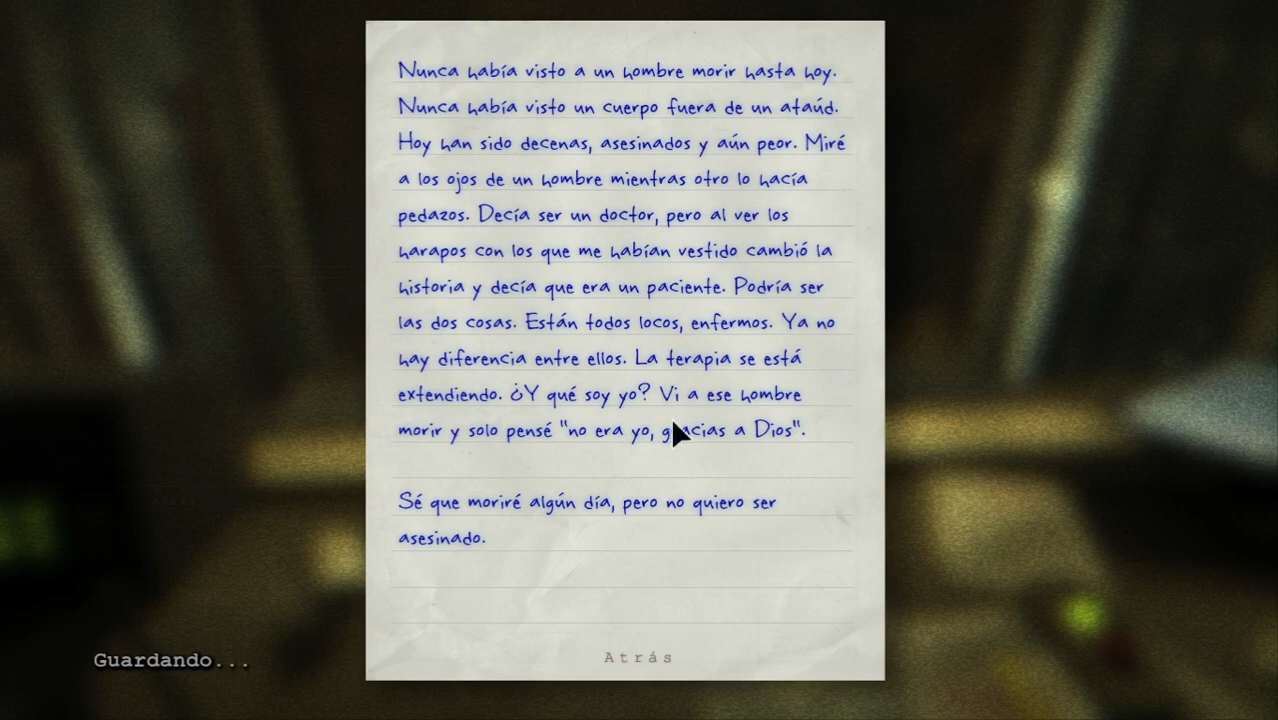 Nunca había visto a un hombre morir hasta hoy.
Nunca había visto un cuerpo fuera de un ataúd.
Hoy han sido decenas, asesinados y aún peor. Miré
a los ojos de un hombre mientras otro lo hacía
pedazos. Decía ser un doctor, pero al ver los
harapos con los que me habían vestido cambió la
historia y decía que era un paciente. Podría ser
las dos cosas. Están todos locos, enfermos. Ya no
hay diferencia entre ellos. La terapia se está
extendiendo. ¿Y qué soy yo? Vi a ese hombre
morir y solo pensé "no era yo, gracias a Dios".
Sé que moriré algún día, pero no quiero ser
asesinado.
Guardando...
Atrás